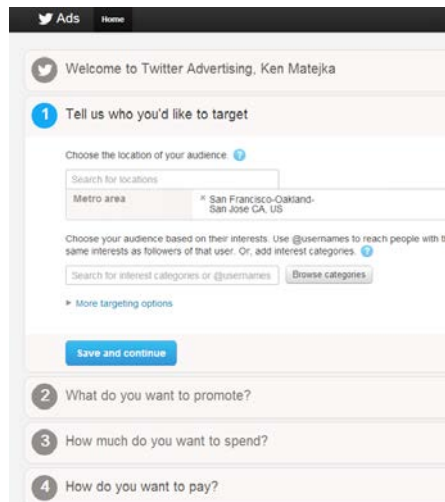 Ads Home
Welcome to Twitter Advertising, Ken Matejka
1 Tell us who you'd like to target
Choose the location of your audience. ?
Search for locations
Metro area × San Francisco-Oakland-
San Jose CA, US
Choose your audience based on their interests. Use @usernames to reach people with
same interests as followers of that user. Or, add interest categories. ?
Search for interest categories or @usernames Browse categories
More targeting options
Save and continue
2 What do you want to promote?
3 How much do you want to spend?
4 How do you want to pay?